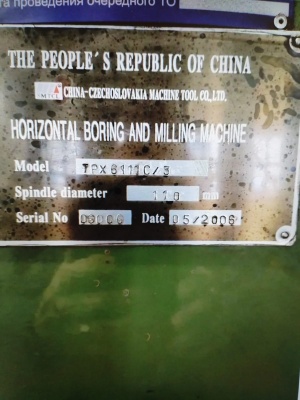 та проведения очередного ТО
THE PEOPLE'S REPUBLIC OF CHINA
CHINA-CZECHOSLOVAKIA MACHINE TOOL CO.,LTD.
HORIZONTAL BORING AND MILLING MACHINE
Model TPX6111C/3
Spindle diameter 110 mm
Serial No Date 05/2006